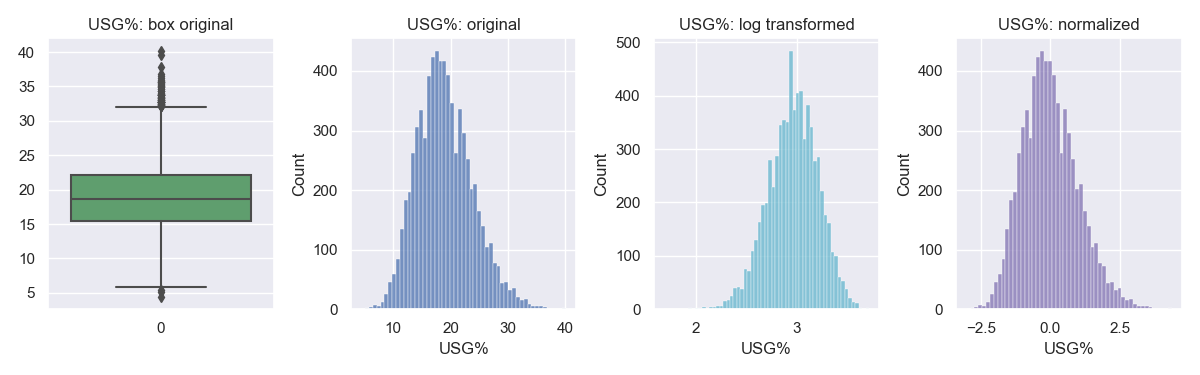 USG%: box original
40
35
30
25
20
15
10
5
0
USG%: original
Count
400
300
200
100
0
10 20 30 40
USG%
USG%: log transformed
Count
500
400
300
200
100
0
2 3
USG%
USG%: normalized
Count
400
300
200
100
0
−2.5 0.0 2.5
USG%